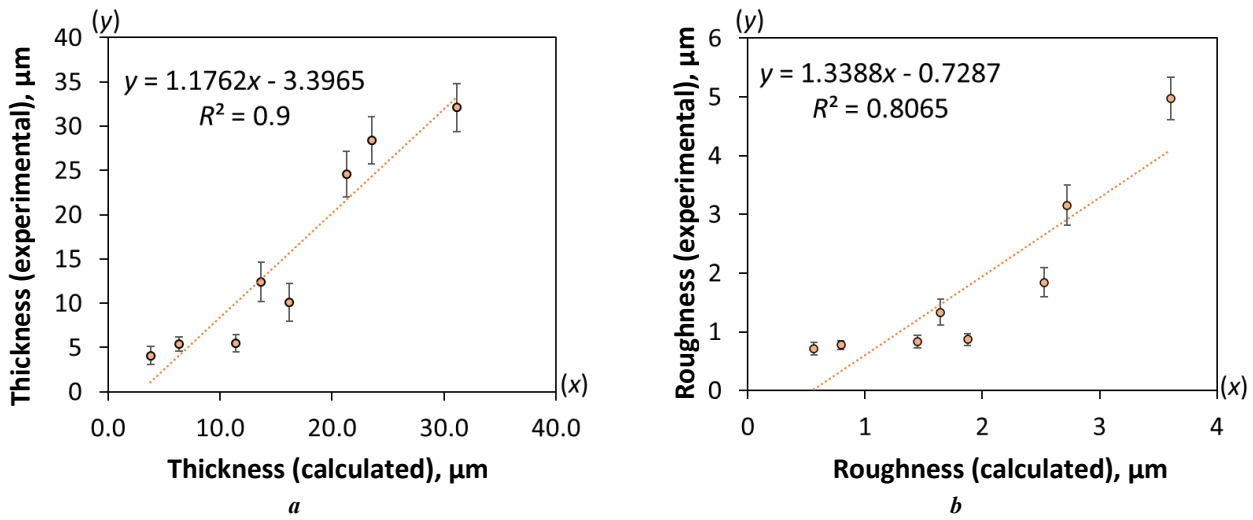 (y)
40
35
30
25
20
15
10
5
0
y = 1.1762x - 3.3965
R² = 0.9
(x)
0.0 10.0 20.0 30.0 40.0
Thickness (experimental), µm
Thickness (calculated), µm
a
(y)
6
5
4
3
2
1
0
y = 1.3388x - 0.7287
R² = 0.8065
(x)
0 1 2 3 4
Roughness (experimental), µm
Roughness (calculated), µm
b